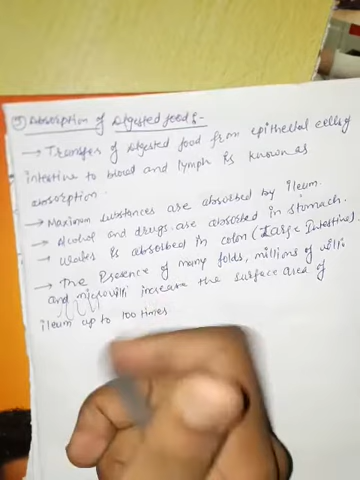 ③ Absorption of Digested food :-
→ Transfer of digested food from epithelial cells of
intestine to blood and lymph is known as
absorption.
→ Maximum substances are absorbed by ileum.
→ Alcohol and drugs are absorbed in stomach.
→ Water is absorbed in colon (Large Intestine).
→ The Presence of many folds, millions of villi
and microvilli increase the surface area of
ileum up to 100 times